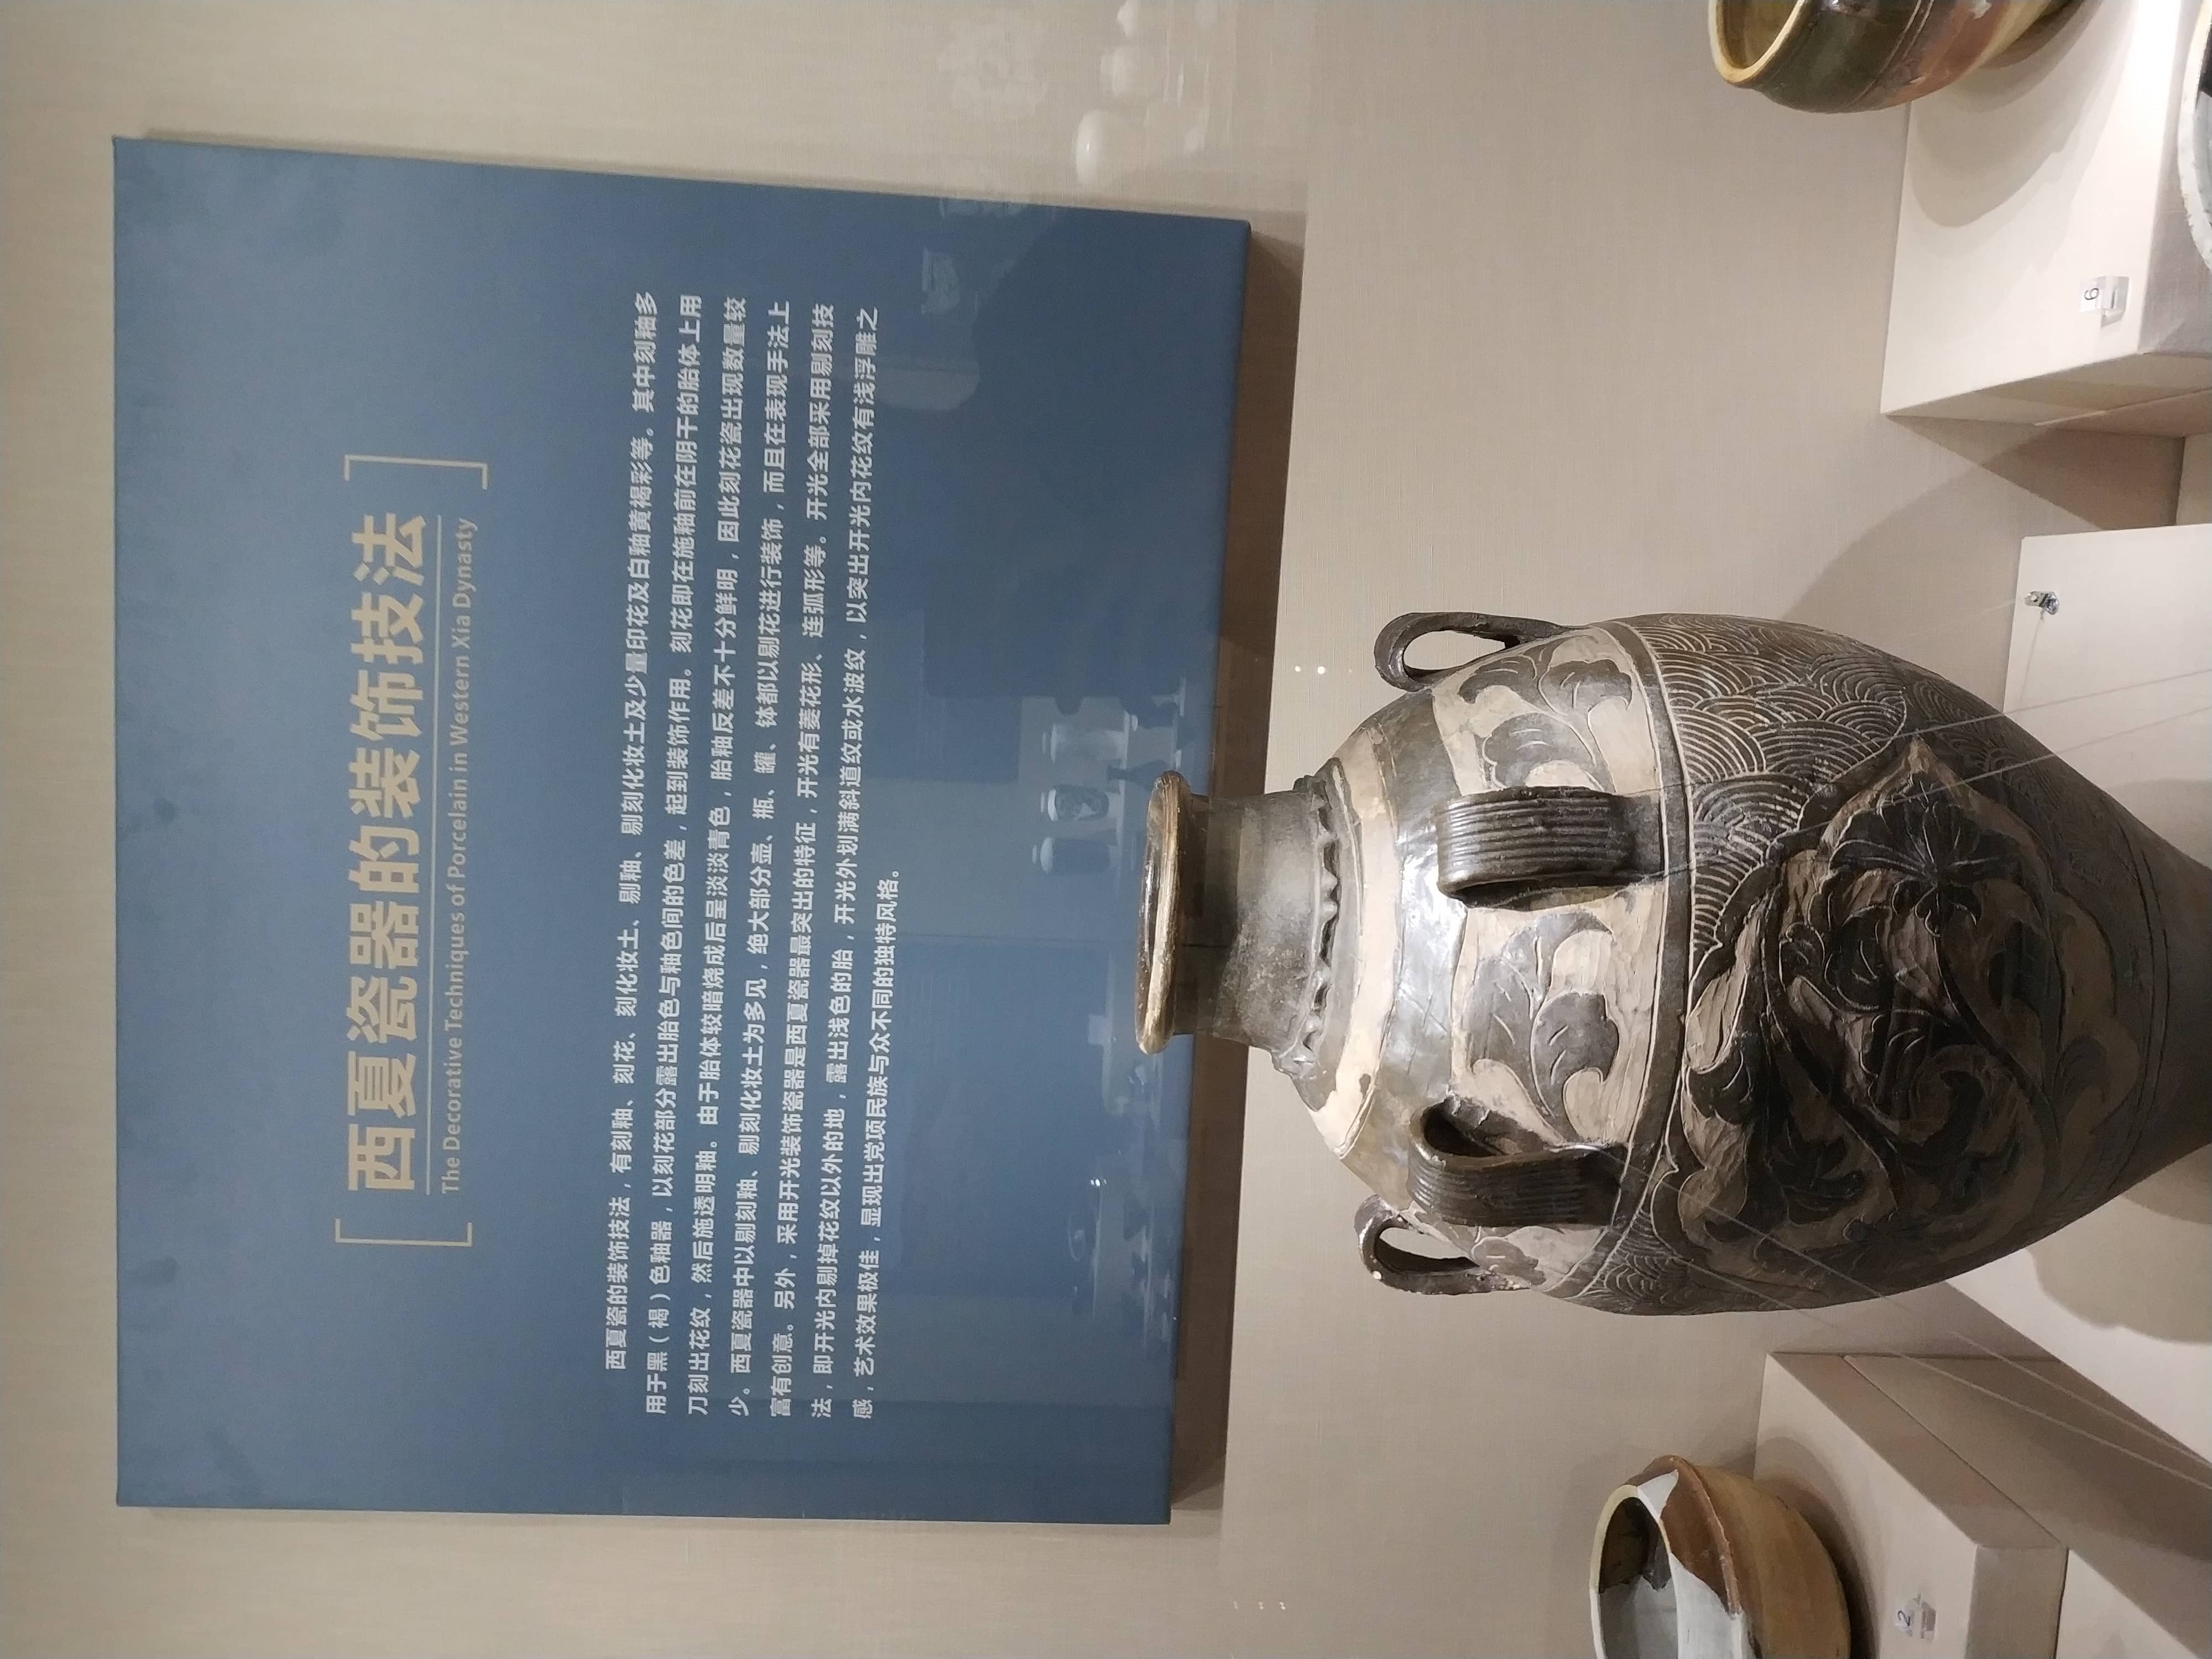 西夏瓷器的装饰技法
The Decorative Techniques of Porcelain in Western Xia Dynasty
西夏瓷的装饰技法，有刻釉、刻花、刻化妆土、剔釉、剔刻化妆土及少量印花及白釉黄褐彩等。其中刻釉多
用于黑（褐）色釉器，以刻花部分露出胎色与釉色间的色差，起到装饰作用。刻花即在施釉前在阴干的胎体上用
刀刻出花纹，然后施透明釉。由于胎体较暗烧成后呈淡淡青色，胎釉反差不十分鲜明，因此刻花瓷出现数量较
少。西夏瓷器中以剔刻釉、剔刻化妆土为多见，绝大部分壶、瓶、罐、钵都以剔花进行装饰，而且在表现手法上
富有创意。另外，采用开光装饰瓷器是西夏瓷器最突出的特征，开光有菱花形、连弧形等。开光全部采用剔刻技
法，即开光内剔掉花纹以外的地，露出浅色的胎，开光外划满斜道纹或水波纹，以突出开光内花纹有浅浮雕之
感，艺术效果极佳，显现出党项民族与众不同的独特风格。
2
6